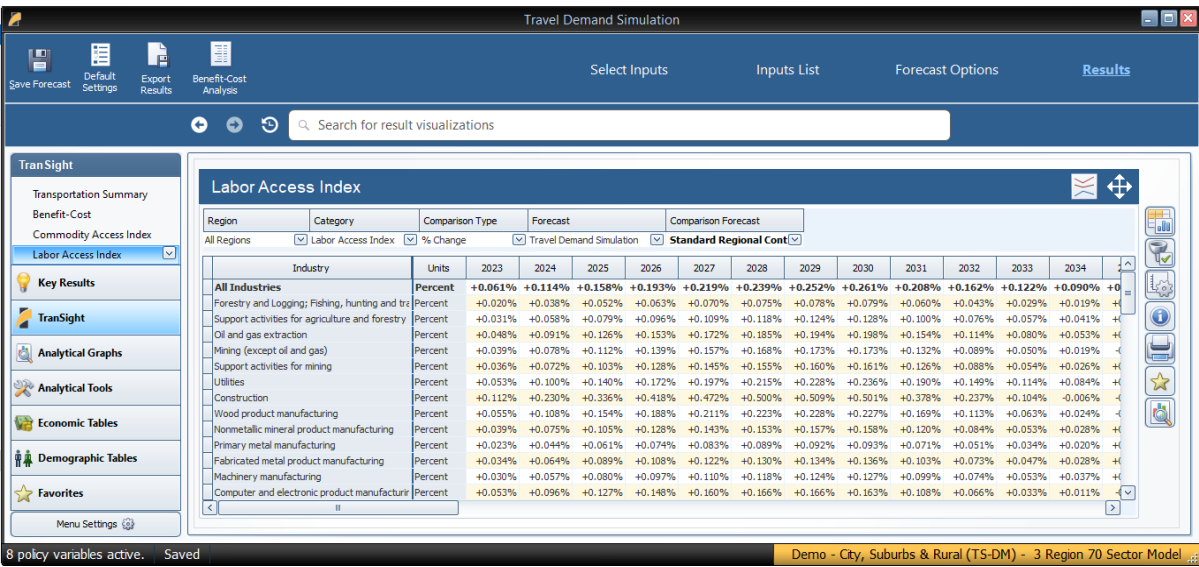 Travel Demand Simulation
Save Forecast
Default Settings
Export Results
Benefit-Cost Analysis
Select Inputs
Inputs List
Forecast Options
Results
Search for result visualizations
TranSight
Transportation Summary
Benefit-Cost
Commodity Access Index
Labor Access Index
Key Results
TranSight
Analytical Graphs
Analytical Tools
Economic Tables
Demographic Tables
Favorites
Menu Settings
Labor Access Index
Region Category Comparison Type Forecast Comparison Forecast
All Regions Labor Access Index % Change Travel Demand Simulation Standard Regional Cont
Industry Units 2023 2024 2025 2026 2027 2028 2029 2030 2031 2032 2033 2034 2
All Industries Percent +0.061% +0.114% +0.158% +0.193% +0.219% +0.239% +0.252% +0.261% +0.208% +0.162% +0.122% +0.090% +0
Forestry and Logging; Fishing, hunting and tra Percent +0.020% +0.038% +0.052% +0.063% +0.070% +0.075% +0.078% +0.079% +0.060% +0.043% +0.029% +0.019% +(
Support activities for agriculture and forestry Percent +0.031% +0.058% +0.079% +0.096% +0.109% +0.118% +0.124% +0.128% +0.100% +0.076% +0.057% +0.041% +(
Oil and gas extraction Percent +0.048% +0.091% +0.126% +0.153% +0.172% +0.185% +0.194% +0.198% +0.154% +0.114% +0.080% +0.053% +(
Mining (except oil and gas) Percent +0.039% +0.078% +0.112% +0.139% +0.157% +0.168% +0.173% +0.173% +0.132% +0.089% +0.050% +0.019% -(
Support activities for mining Percent +0.036% +0.072% +0.103% +0.128% +0.145% +0.155% +0.160% +0.161% +0.126% +0.088% +0.054% +0.026% +(
Utilities Percent +0.053% +0.100% +0.140% +0.172% +0.197% +0.215% +0.228% +0.236% +0.190% +0.149% +0.114% +0.084% +(
Construction Percent +0.112% +0.230% +0.336% +0.418% +0.472% +0.500% +0.509% +0.501% +0.378% +0.237% +0.104% -0.006% -(
Wood product manufacturing Percent +0.055% +0.108% +0.154% +0.188% +0.211% +0.223% +0.228% +0.227% +0.169% +0.113% +0.063% +0.024% -(
Nonmetallic mineral product manufacturing Percent +0.039% +0.075% +0.105% +0.128% +0.143% +0.153% +0.157% +0.158% +0.120% +0.084% +0.053% +0.028% +(
Primary metal manufacturing Percent +0.023% +0.044% +0.061% +0.074% +0.083% +0.089% +0.092% +0.093% +0.071% +0.051% +0.034% +0.020% +(
Fabricated metal product manufacturing Percent +0.034% +0.064% +0.089% +0.108% +0.122% +0.130% +0.134% +0.136% +0.103% +0.073% +0.047% +0.028% +(
Machinery manufacturing Percent +0.030% +0.057% +0.080% +0.097% +0.110% +0.118% +0.124% +0.127% +0.099% +0.074% +0.053% +0.037% +(
Computer and electronic product manufacturin Percent +0.053% +0.096% +0.127% +0.148% +0.160% +0.166% +0.166% +0.163% +0.108% +0.066% +0.033% +0.011% -(
8 policy variables active. Saved
Demo - City, Suburbs & Rural (TS-DM) - 3 Region 70 Sector Model